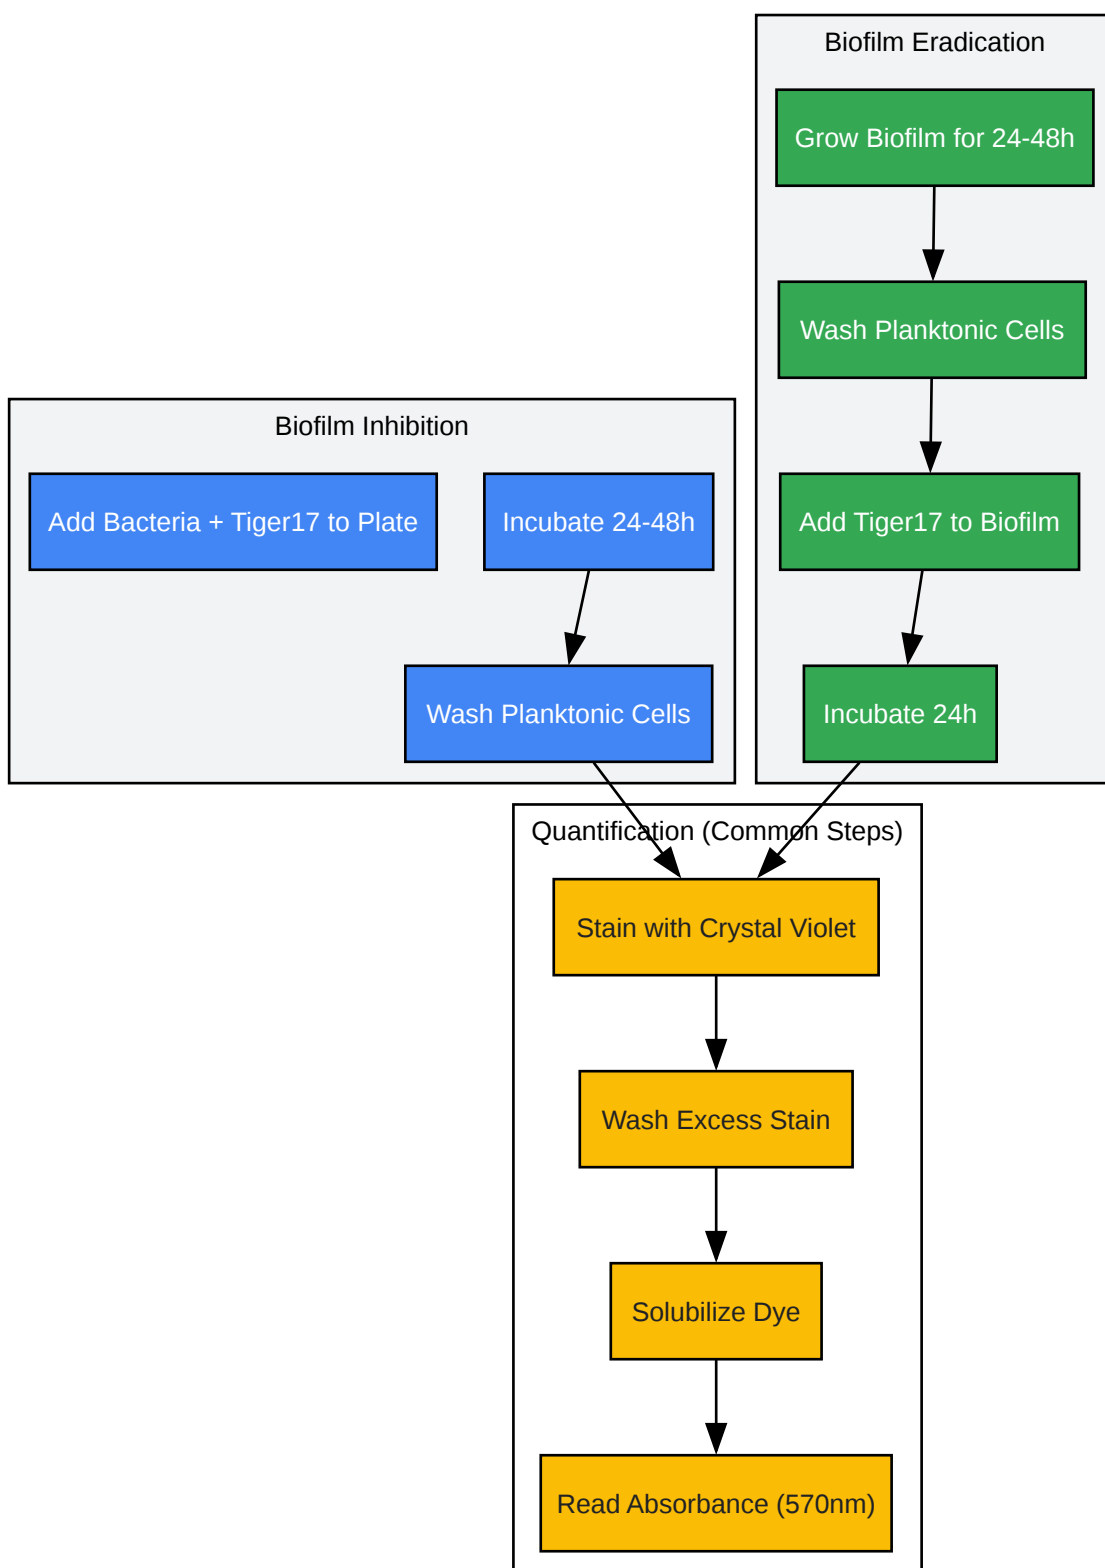 Biofilm Eradication
Grow Biofilm for 24-48h
Wash Planktonic Cells
Add Tiger17 to Biofilm
Incubate 24h
Biofilm Inhibition
Add Bacteria + Tiger17 to Plate
Incubate 24-48h
Wash Planktonic Cells
Quantification (Common Steps)
Stain with Crystal Violet
Wash Excess Stain
Solubilize Dye
Read Absorbance (570nm)